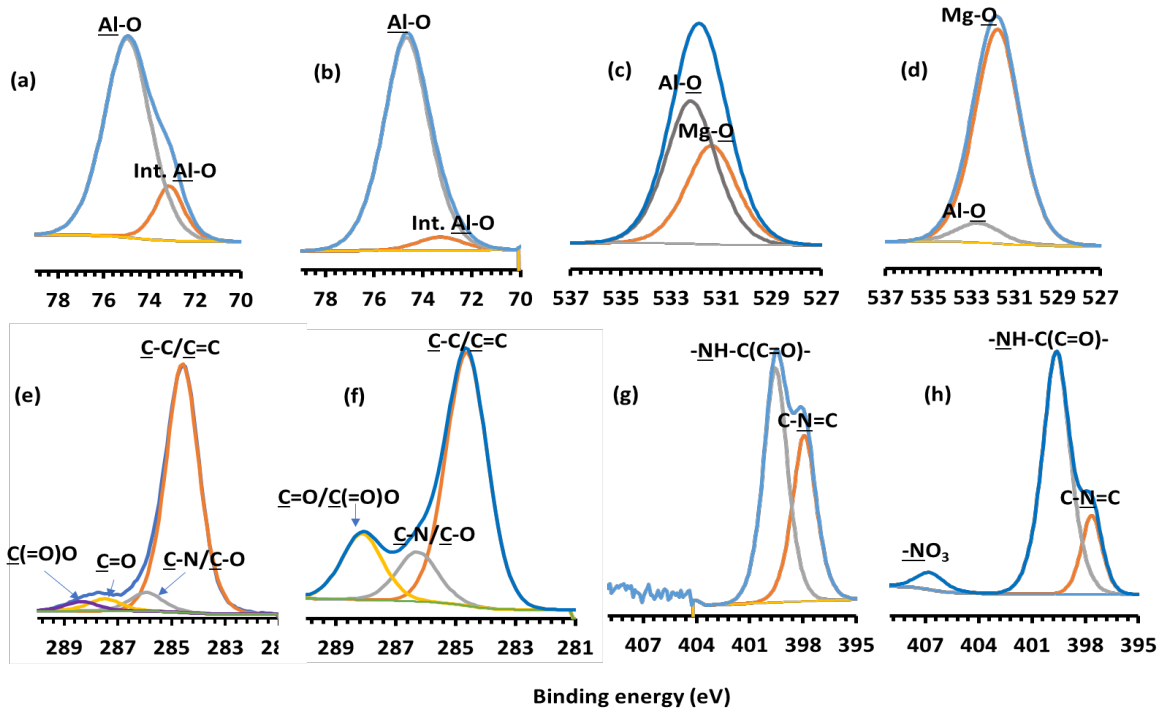 Al-O
(a)
Int. Al-O
78 76 74 72 70
Al-O
(b)
Int. Al-O
78 76 74 72 70
(c)
Al-O
Mg-O
537 535 533 531 529 527
Mg-O
(d)
Al-O
537 535 533 531 529 527
C-C/C=C
(e)
C(=O)O
C=O
C-N/C-O
289 287 285 283 28
C-C/C=C
(f)
C=O/C(=O)O
C-N/C-O
289 287 285 283 281
-NH-C(C=O)-
(g)
C-N=C
407 404 401 398 395
-NH-C(C=O)-
(h)
C-N=C
-NO₃
407 404 401 398 395
Binding energy (eV)